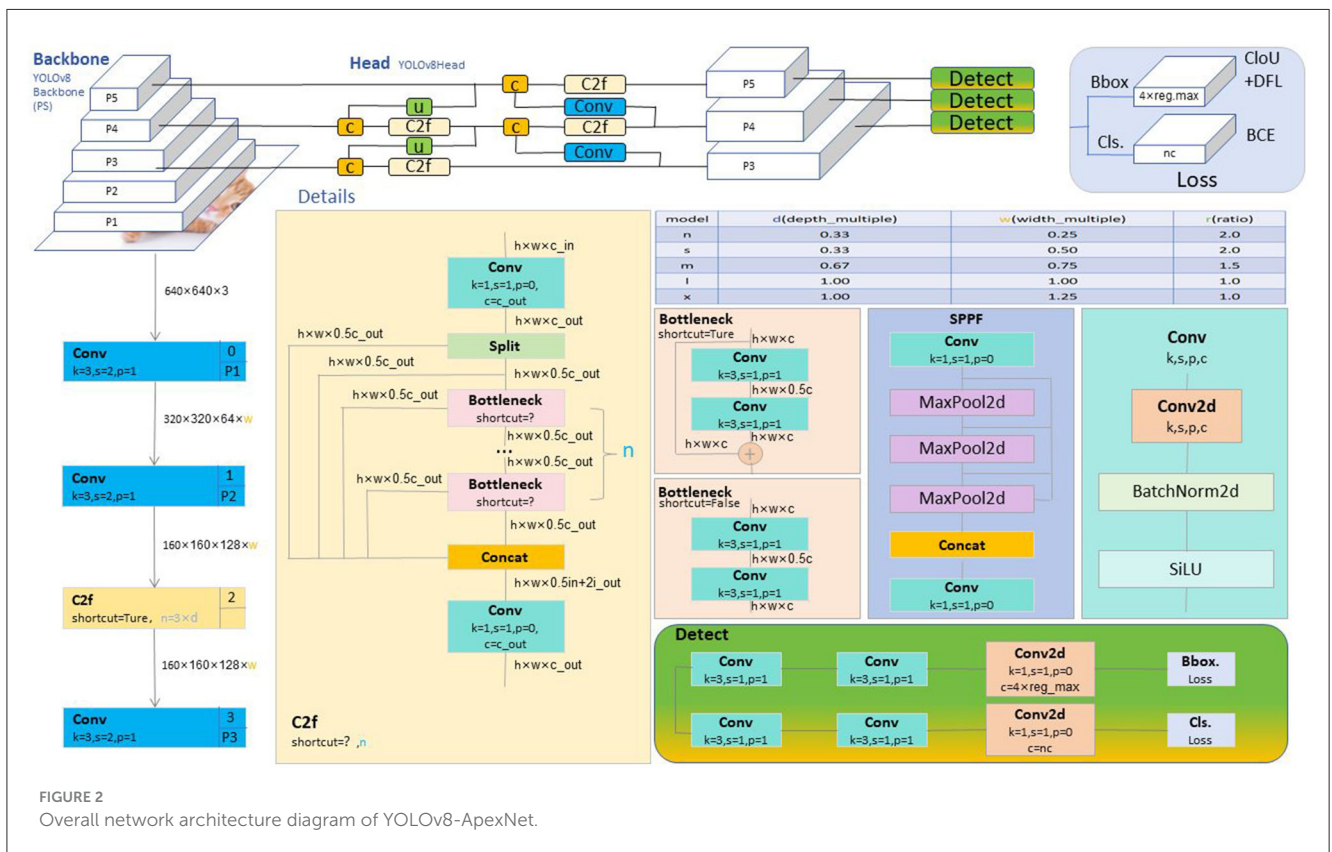 Backbone
YOLOv8
Backbone
(PS)
P5
P4
P3
P2
P1
Head YOLOv8Head
c
u
c
C2f
u
c
C2f
c
C2f
Conv
c
C2f
Conv
P5
P4
P3
Detect
Detect
Detect
Bbox
4×reg.max
CloU
+DFL
Cls.
nc
BCE
Loss
640×640×3
Conv
k=3,s=2,p=1
0
P1
320×320×64×w
Conv
k=3,s=2,p=1
1
P2
160×160×128×w
C2f
shortcut=Ture, n=3×d
2
160×160×128×w
Conv
k=3,s=2,p=1
3
P3
Details
h×w×c_in
Conv
k=1,s=1,p=0,
c=c_out
h×w×c_out
h×w×0.5c_out
Split
h×w×0.5c_out
h×w×0.5c_out
h×w×0.5c_out
Bottleneck
shortcut=?
h×w×0.5c_out
...
h×w×0.5c_out
n
h×w×0.5c_out
Bottleneck
shortcut=?
h×w×0.5c_out
Concat
h×w×0.5in+2i_out
Conv
k=1,s=1,p=0,
c=c_out
h×w×c_out
C2f
shortcut=? ,n
model d(depth_multiple) w(width_multiple) r(ratio)
n 0.33 0.25 2.0
s 0.33 0.50 2.0
m 0.67 0.75 1.5
l 1.00 1.00 1.0
x 1.00 1.25 1.0
Bottleneck
shortcut=Ture
h×w×c
Conv
k=3,s=1,p=1
h×w×0.5c
Conv
k=3,s=1,p=1
h×w×c
h×w×c
+
Bottleneck
shortcut=False
h×w×c
Conv
k=3,s=1,p=1
h×w×0.5c
Conv
k=3,s=1,p=1
h×w×c
SPPF
Conv
k=1,s=1,p=0
MaxPool2d
MaxPool2d
MaxPool2d
Concat
Conv
k=1,s=1,p=0
Conv
k,s,p,c
Conv2d
k,s,p,c
BatchNorm2d
SiLU
Detect
Conv
k=3,s=1,p=1
Conv
k=3,s=1,p=1
Conv2d
k=1,s=1,p=0
c=4×reg_max
Bbox.
Loss
Conv
k=3,s=1,p=1
Conv
k=3,s=1,p=1
Conv2d
k=1,s=1,p=0
c=nc
Cls.
Loss
FIGURE 2
Overall network architecture diagram of YOLOv8-ApexNet.